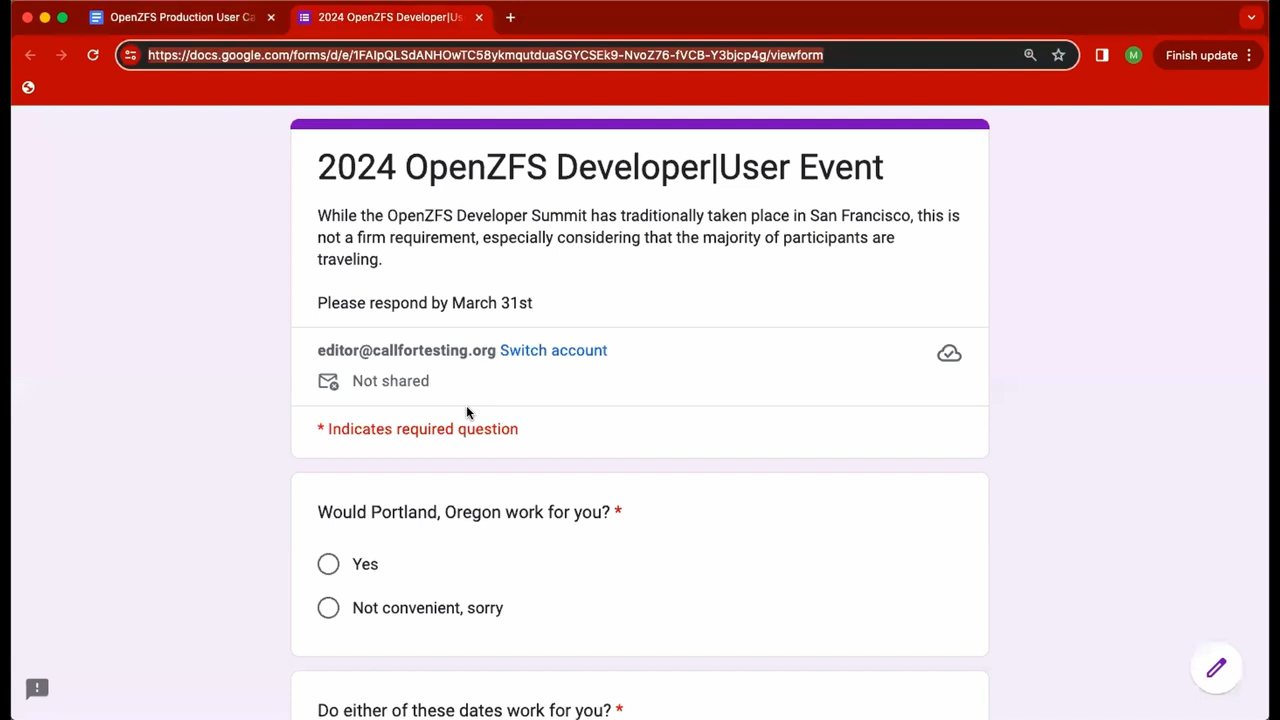 OpenZFS Production User Ca
2024 OpenZFS Developer|Us
https://docs.google.com/forms/d/e/1FAIpQLSdANHOwTC58ykmqutduaSGYCSEk9-NvoZ76-fVCB-Y3bjcp4g/viewform
M
Finish update
2024 OpenZFS Developer|User Event
While the OpenZFS Developer Summit has traditionally taken place in San Francisco, this is
not a firm requirement, especially considering that the majority of participants are
traveling.
Please respond by March 31st
editor@callfortesting.org Switch account
Not shared
* Indicates required question
Would Portland, Oregon work for you? *
Yes
Not convenient, sorry
Do either of these dates work for you? *